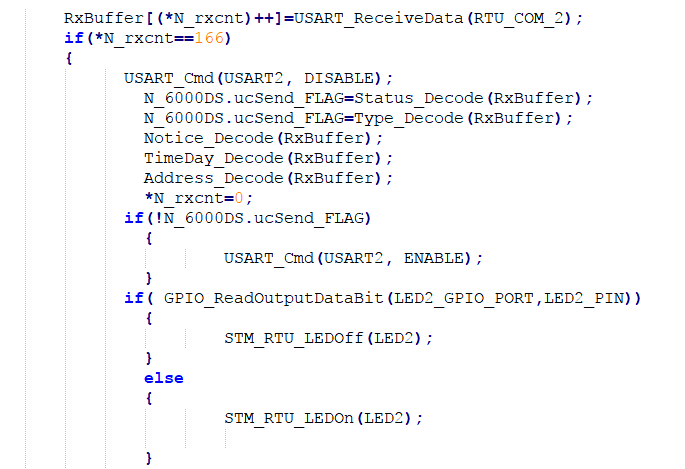 RxBuffer[(*N_rxcnt)++]=USART_ReceiveData(RTU_COM_2);
if(*N_rxcnt==166)
{
USART_Cmd(USART2, DISABLE);
N_6000DS.ucSend_FLAG=Status_Decode(RxBuffer);
N_6000DS.ucSend_FLAG=Type_Decode(RxBuffer);
Notice_Decode(RxBuffer);
TimeDay_Decode(RxBuffer);
Address_Decode(RxBuffer);
*N_rxcnt=0;
if(!N_6000DS.ucSend_FLAG)
{
USART_Cmd(USART2, ENABLE);
}
if( GPIO_ReadOutputDataBit(LED2_GPIO_PORT,LED2_PIN))
{
STM_RTU_LEDOff(LED2);
}
else
{
STM_RTU_LEDOn(LED2);
}